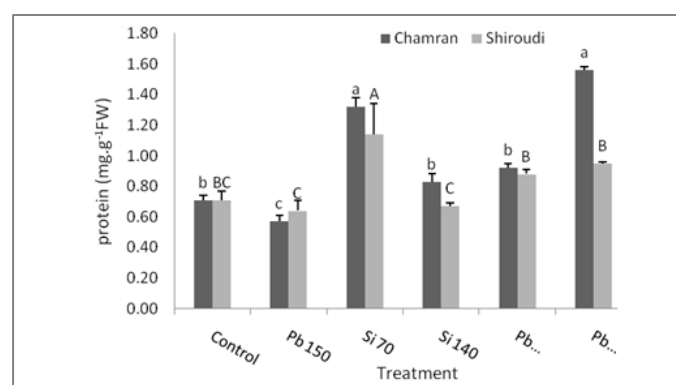 1.80
Chamran Shiroudi
1.60
1.40
1.20
1.00
0.80
0.60
0.40
0.20
0.00
protein (mg.g⁻¹FW)
b BC
c C
a A
b C
b B
a B
Control Pb 150 Si 70 Si 140 Pb... Pb...
Treatment